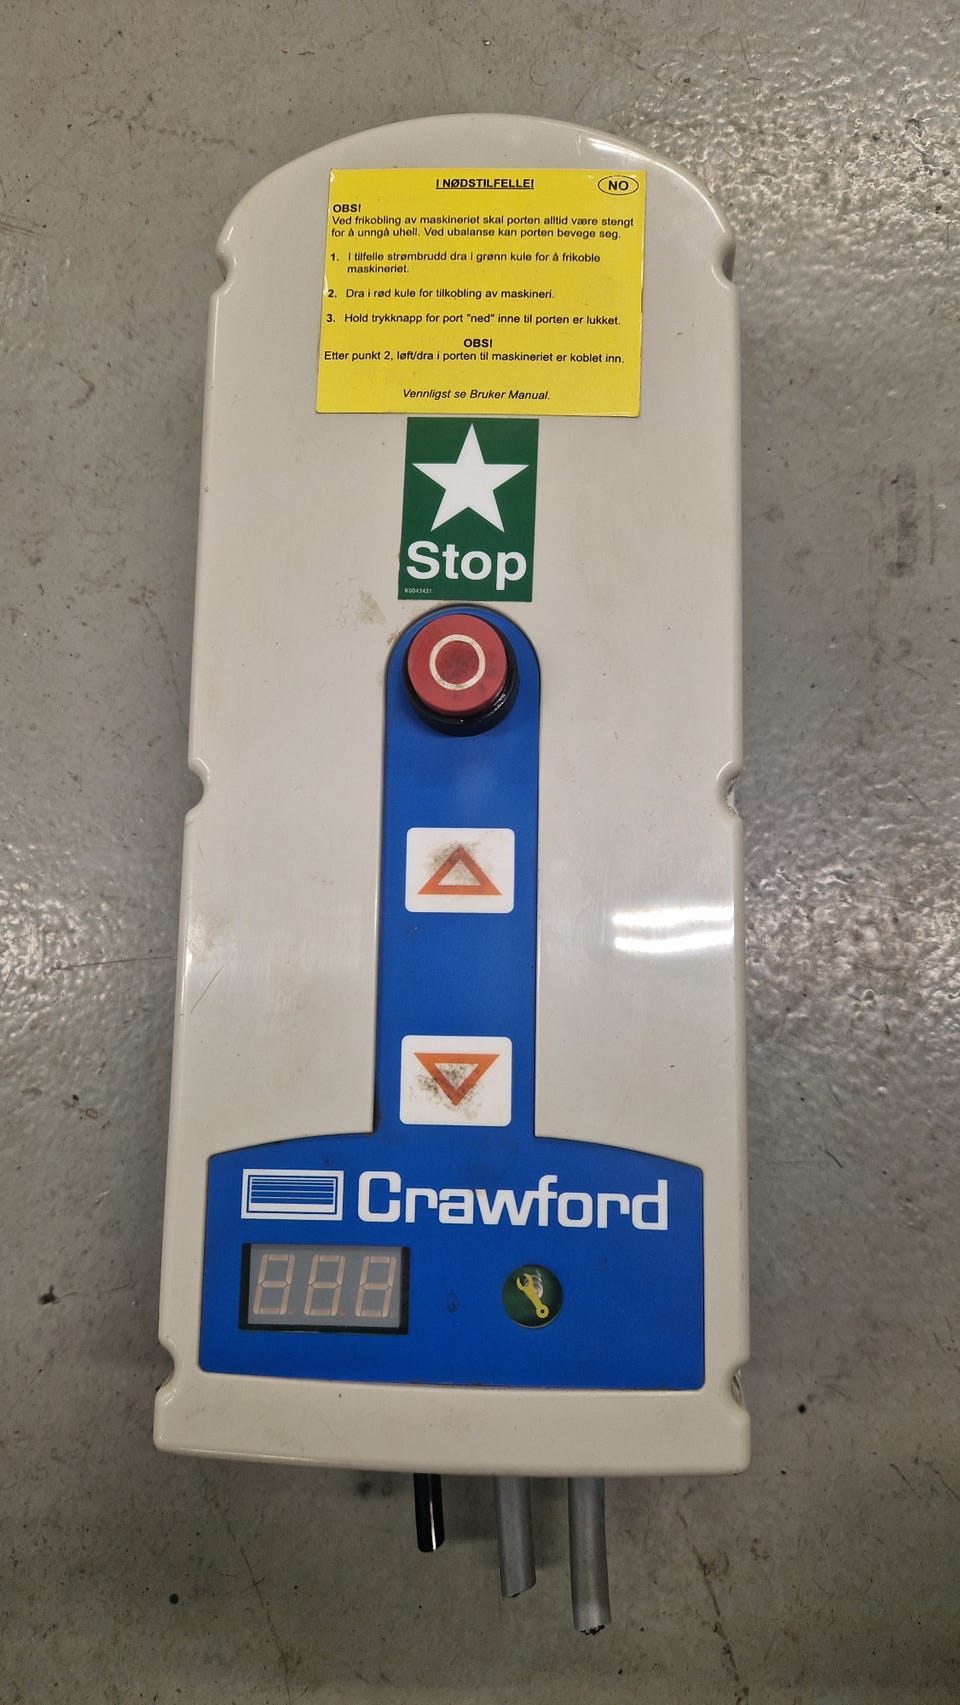 I NØDSTILFELLE!
NO
OBS!
Ved frikobling av maskineriet skal porten alltid være stengt
for å unngå uhell. Ved ubalanse kan porten bevege seg.
1. I tilfelle strømbrudd dra i grønn kule for å frikoble
maskineriet.
2. Dra i rød kule for tilkobling av maskineri.
3. Hold trykknapp for port "ned" inne til porten er lukket.
OBS!
Etter punkt 2, løft/dra i porten til maskineriet er koblet inn.
Vennligst se Bruker Manual.
Stop
K0043431
Crawford